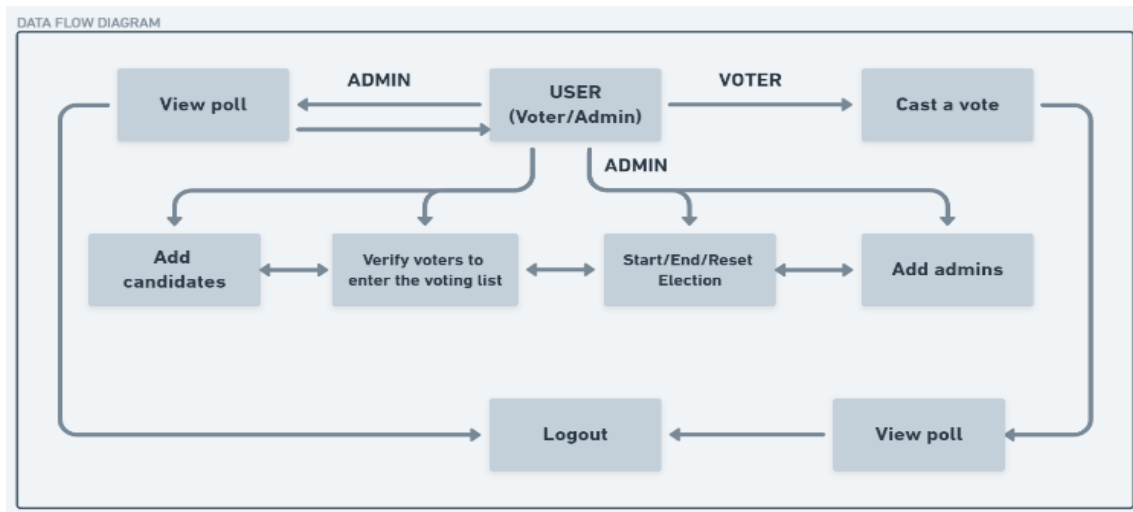 DATA FLOW DIAGRAM
View poll
ADMIN
USER
(Voter/Admin)
VOTER
Cast a vote
ADMIN
Add
candidates
Verify voters to
enter the voting list
Start/End/Reset
Election
Add admins
Logout
View poll